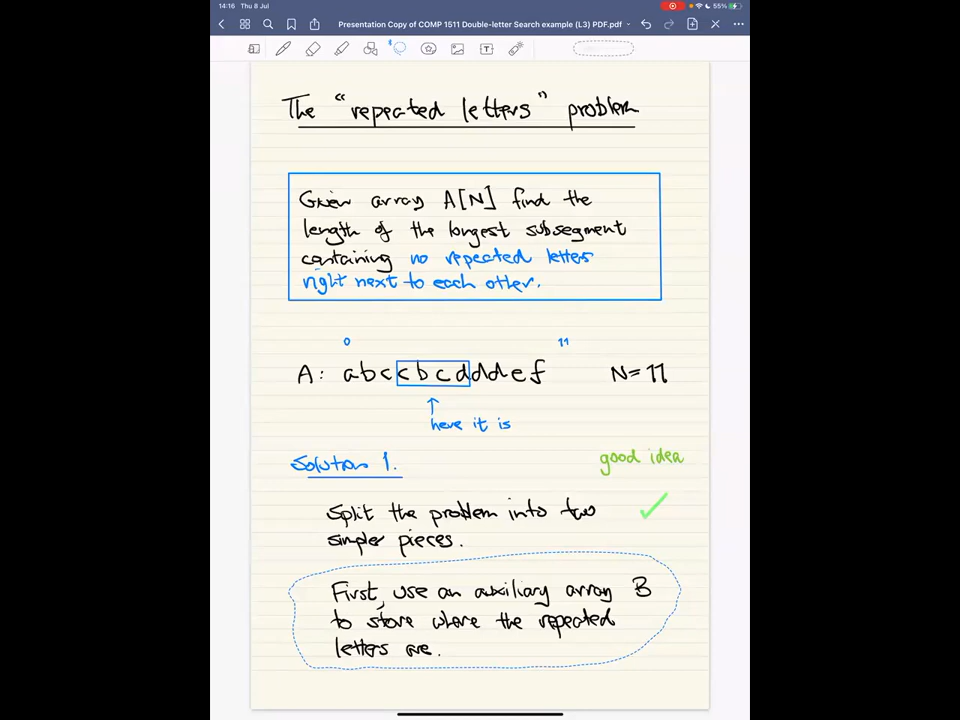 14:16 Thu 8 Jul
55%
Presentation Copy of COMP 1511 Double-letter Search example (L3) PDF.pdf
The "repeated letters" problem
Given array A[N] find the
length of the longest subsegment
containing no repeated letters
right next to each other.
0 11
A: abccbcdddef N=11
here it is
Solution 1.
good idea
Split the problem into two
simpler pieces.
First, use an auxiliary array B
to store where the repeated
letters are.